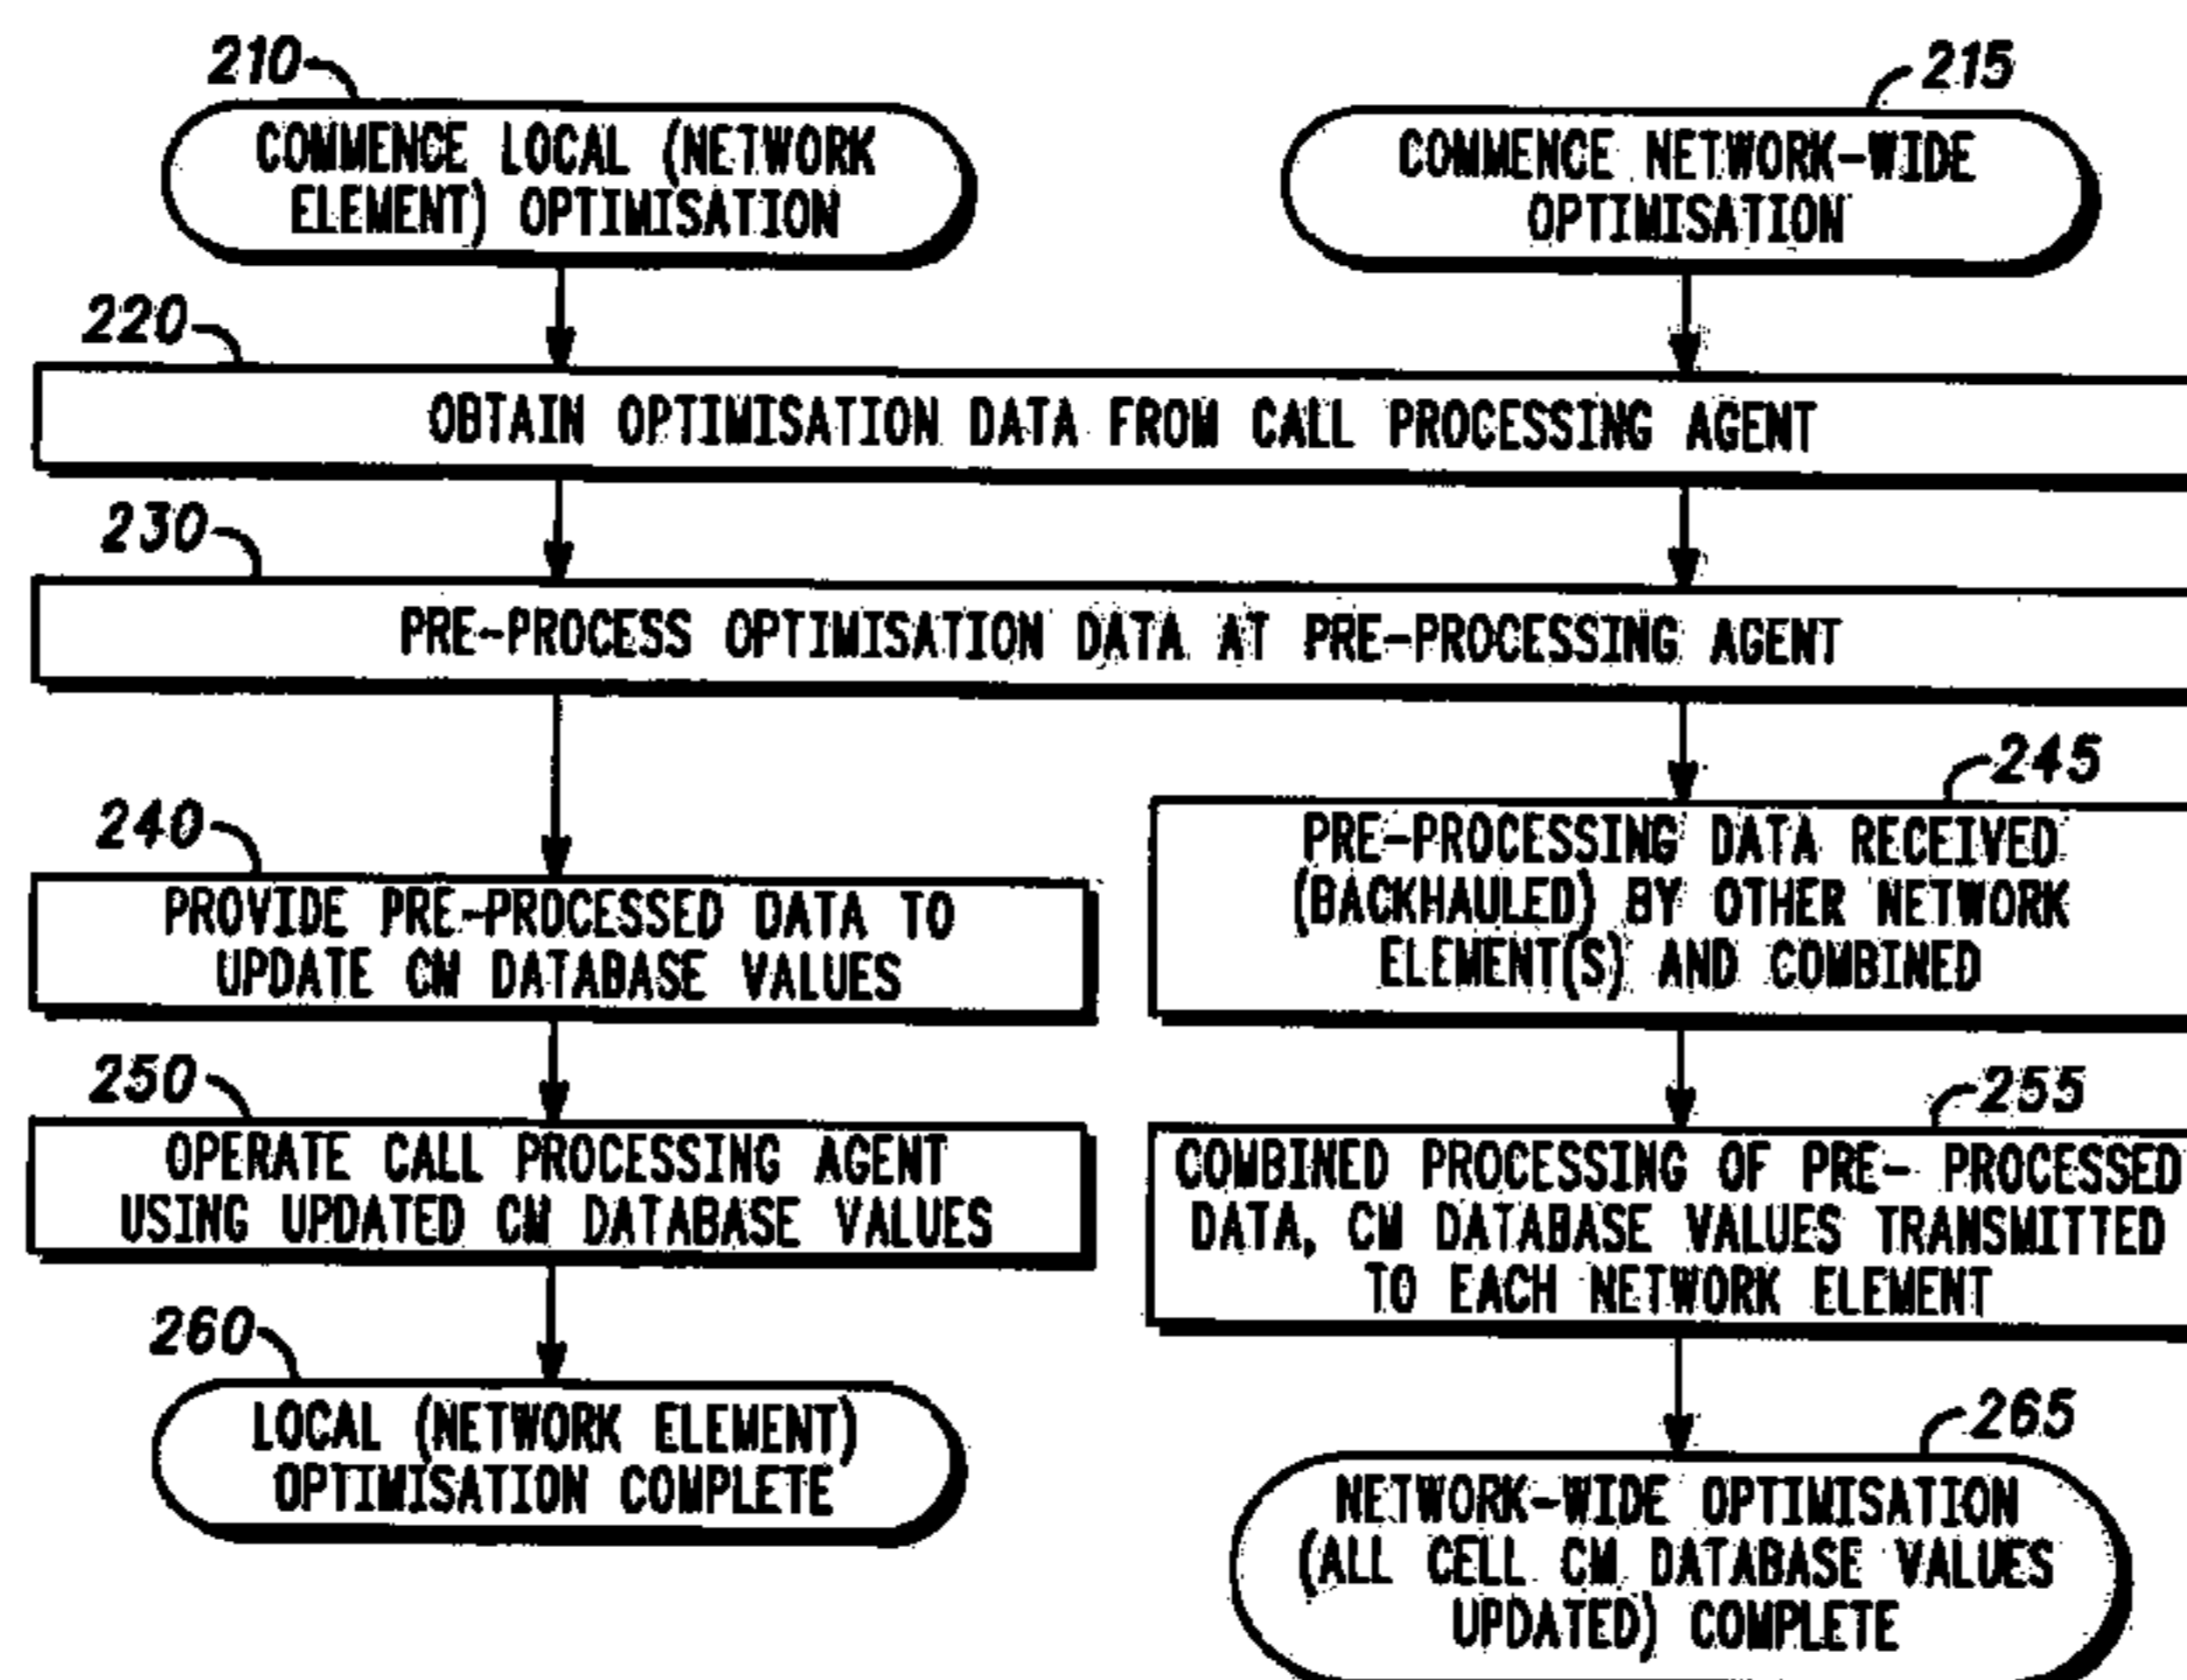 210
COMMENCE LOCAL (NETWORK
ELEMENT) OPTIMISATION
215
COMMENCE NETWORK-WIDE
OPTIMISATION
220
OBTAIN OPTIMISATION DATA FROM CALL PROCESSING AGENT
230
PRE-PROCESS OPTIMISATION DATA AT PRE-PROCESSING AGENT
240
PROVIDE PRE-PROCESSED DATA TO
UPDATE CM DATABASE VALUES
245
PRE-PROCESSING DATA RECEIVED
(BACKHAULED) BY OTHER NETWORK
ELEMENT(S) AND COMBINED
250
OPERATE CALL PROCESSING AGENT
USING UPDATED CM DATABASE VALUES
255
COMBINED PROCESSING OF PRE- PROCESSED
DATA, CM DATABASE VALUES TRANSMITTED
TO EACH NETWORK ELEMENT
260
LOCAL (NETWORK ELEMENT)
OPTIMISATION COMPLETE
265
NETWORK-WIDE OPTIMISATION
(ALL CELL CM DATABASE VALUES
UPDATED) COMPLETE